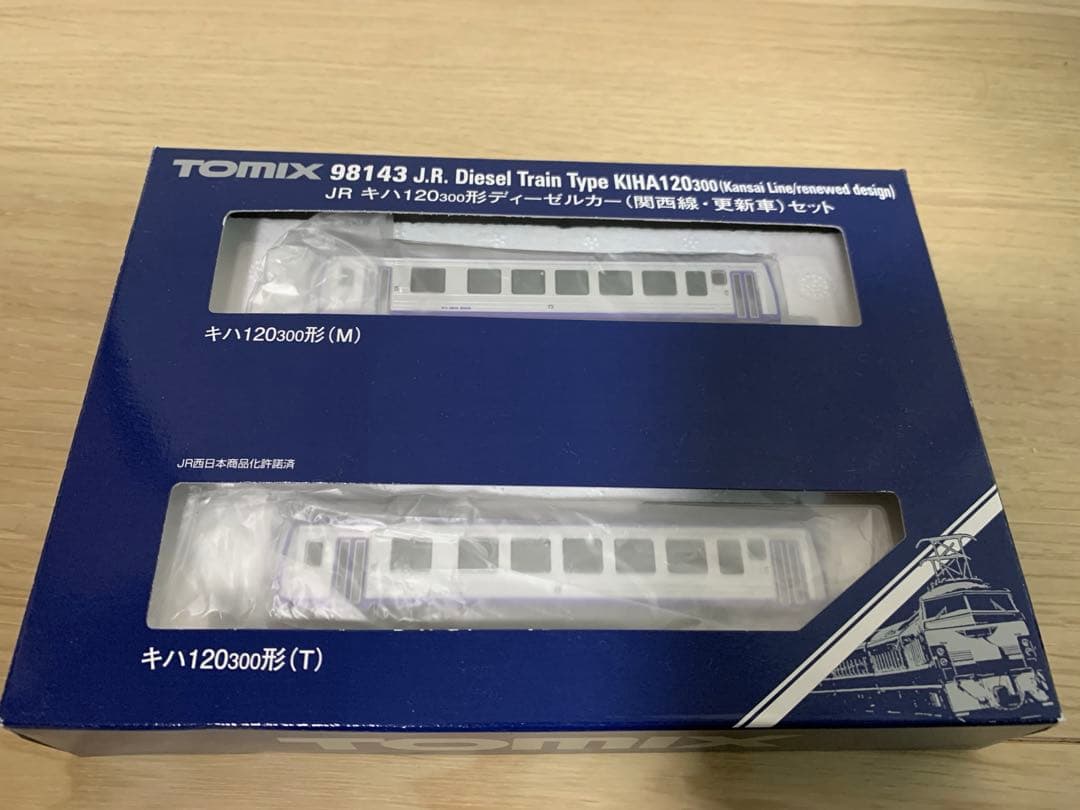 TOMIX 98143 J.R. Diesel Train Type KIHA120300 (Kansai Line/renewed design)
JR キハ120300形ディーゼルカー(関西線・更新車)セット
キハ120300形(M)
JR西日本商品化許諾済
キハ120300形(T)
TOMIX